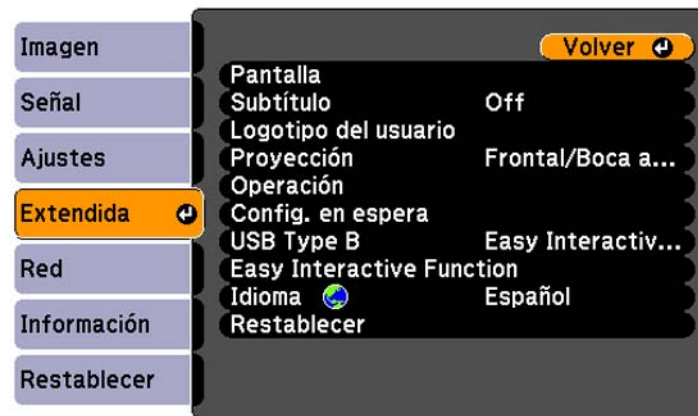 Imagen
Señal
Ajustes
Extendida
Red
Información
Restablecer
Volver
Pantalla
Subtítulo Off
Logotipo del usuario
Proyección Frontal/Boca a...
Operación
Config. en espera
USB Type B Easy Interactiv...
Easy Interactive Function
Idioma Español
Restablecer